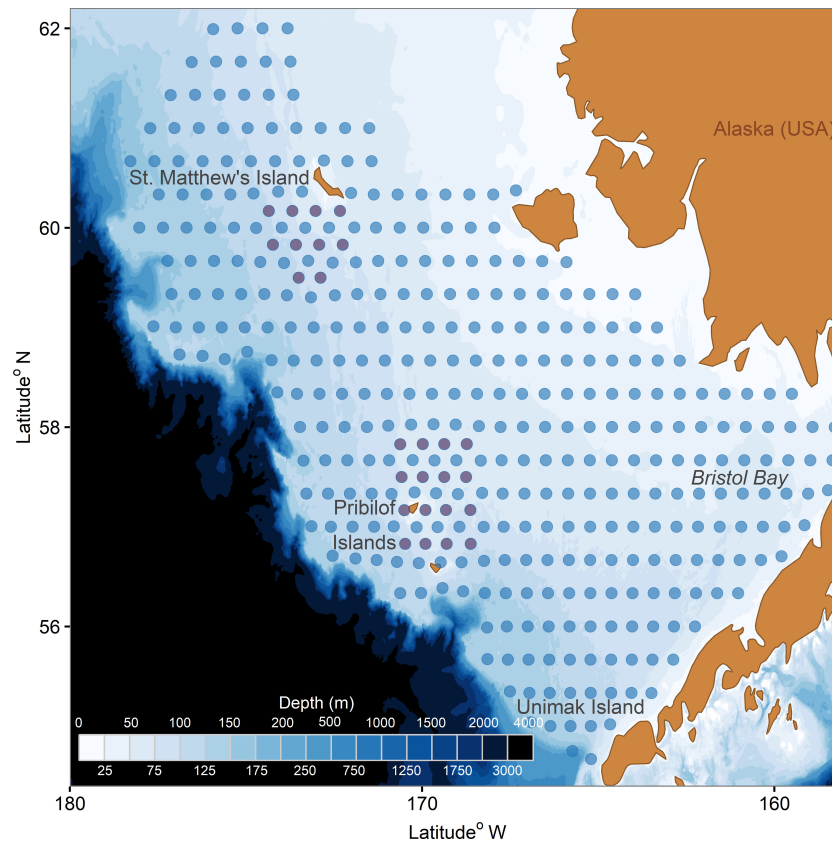 62
Alaska (USA)
St. Matthew's Island
60
Latitude° N
58
Bristol Bay
Pribilof
Islands
56
Unimak Island
Depth (m)
0 50 100 150 200 500 1000 1500 2000 4000
25 75 125 175 250 750 1250 1750 3000
180 170 160
Latitude° W